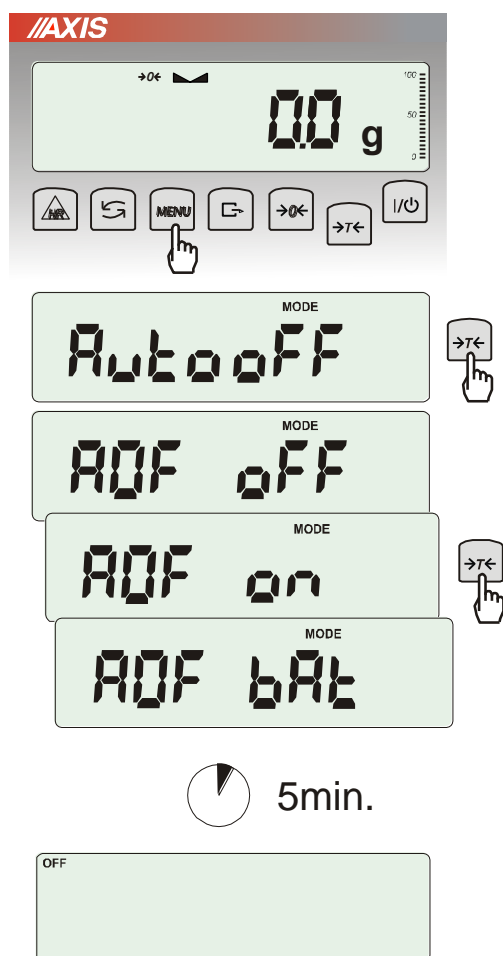 //AXIS
→0←
100
50
0
0.0 g
HR
MENU
→0←
→T←
I/⏻
MODE
AutooFF
→T←
MODE
AOF oFF
MODE
AOF on
→T←
MODE
AOF bAt
5min.
OFF